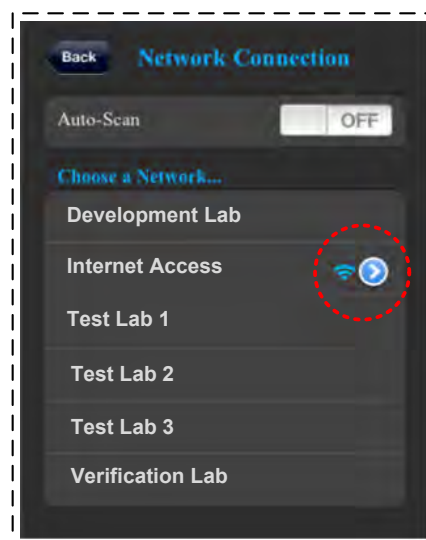 Back
Network Connection
Auto-Scan
OFF
Choose a Network...
Development Lab
Internet Access
Test Lab 1
Test Lab 2
Test Lab 3
Verification Lab